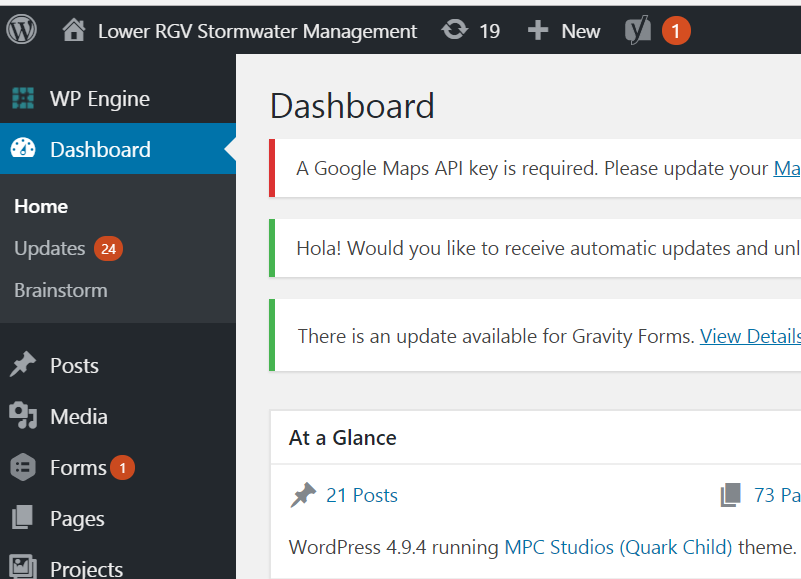 Lower RGV Stormwater Management 19 New 1
WP Engine
Dashboard
Home
Updates 24
Brainstorm
Posts
Media
Forms 1
Pages
Projects
Dashboard
A Google Maps API key is required. Please update your Ma
Hola! Would you like to receive automatic updates and unl
There is an update available for Gravity Forms. View Details
At a Glance
21 Posts
73 Pa
WordPress 4.9.4 running MPC Studios (Quark Child) theme.